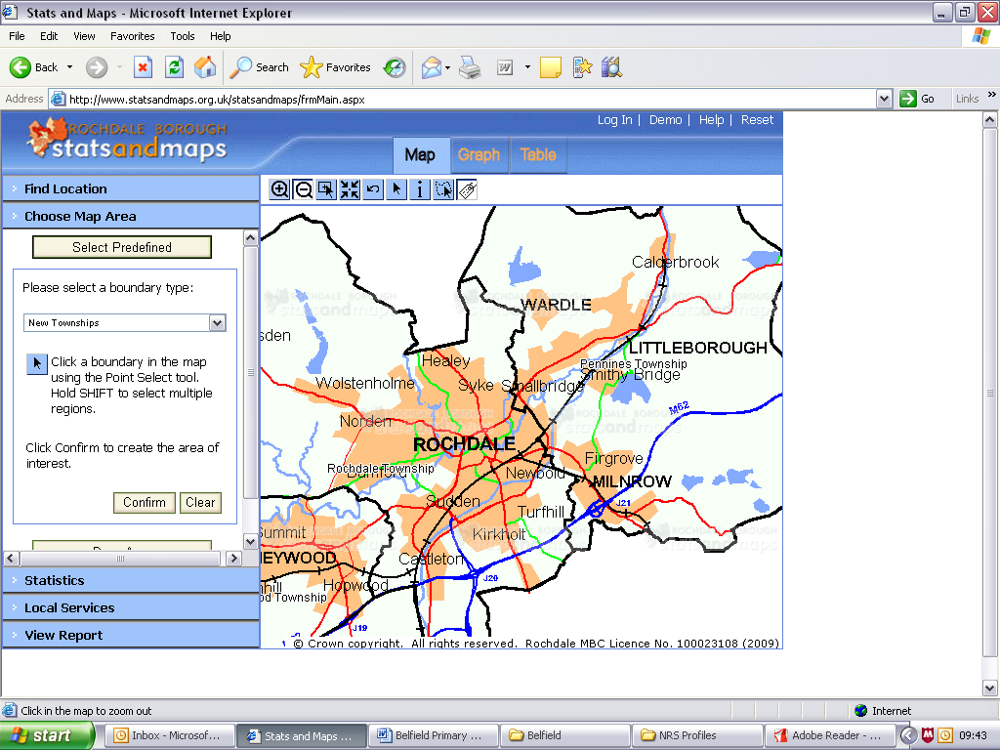 Stats and Maps - Microsoft Internet Explorer
File Edit View Favorites Tools Help
Back Search Favorites
Address http://www.statsandmaps.org.uk/statsandmaps/frmMain.aspx Go Links »
ROCHDALE BOROUGH
statsandmaps
Log In | Demo | Help | Reset
Map Graph Table
Find Location
Choose Map Area
Select Predefined
Please select a boundary type:
New Townships
Click a boundary in the map
using the Point Select tool.
Hold SHIFT to select multiple
regions.
Click Confirm to create the area of
interest.
Confirm Clear
Statistics
Local Services
View Report
Calderbrook
WARDLE
sden
LITTLEBOROUGH
Healey
Pennines Township
Smithy Bridge
Wolstenholme
Syke
Smallbridge
M62
Norden
ROCHDALE
Firgrove
Rochdale Township
Bamford
Newbold
MILNROW
Sudden
J21
Turfhill
Summit
Kirkholt
EYWOOD
Castleton
J20
hill
Hopwood
od Township
J19
© Crown copyright. All rights reserved. Rochdale MBC Licence No. 100023108 (2009)
Click in the map to zoom out
Internet
start
Inbox - Microsof...
Stats and Maps ...
Belfield Primary ...
Belfield
NRS Profiles
Adobe Reader - ...
09:43